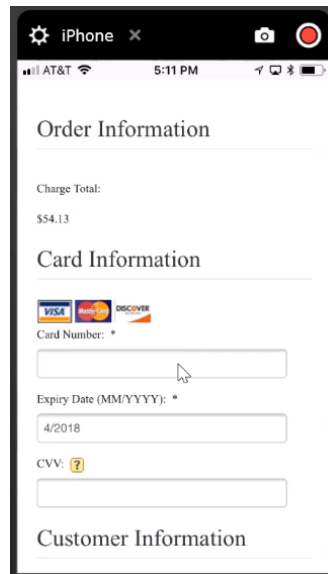 iPhone
AT&T 5:11 PM
Order Information
Charge Total:
$54.13
Card Information
VISA MasterCard DISCOVER
Card Number: *
Expiry Date (MM/YYYY): *
4/2018
CVV: ?
Customer Information